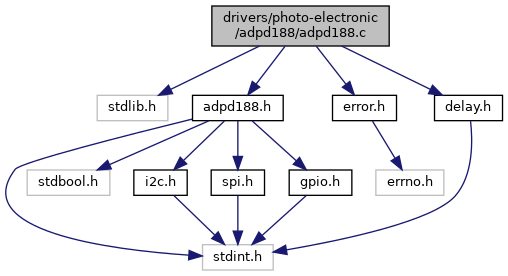 drivers/photo-electronic
/adpd188/adpd188.c
stdlib.h
adpd188.h
error.h
delay.h
stdbool.h
i2c.h
spi.h
gpio.h
errno.h
stdint.h